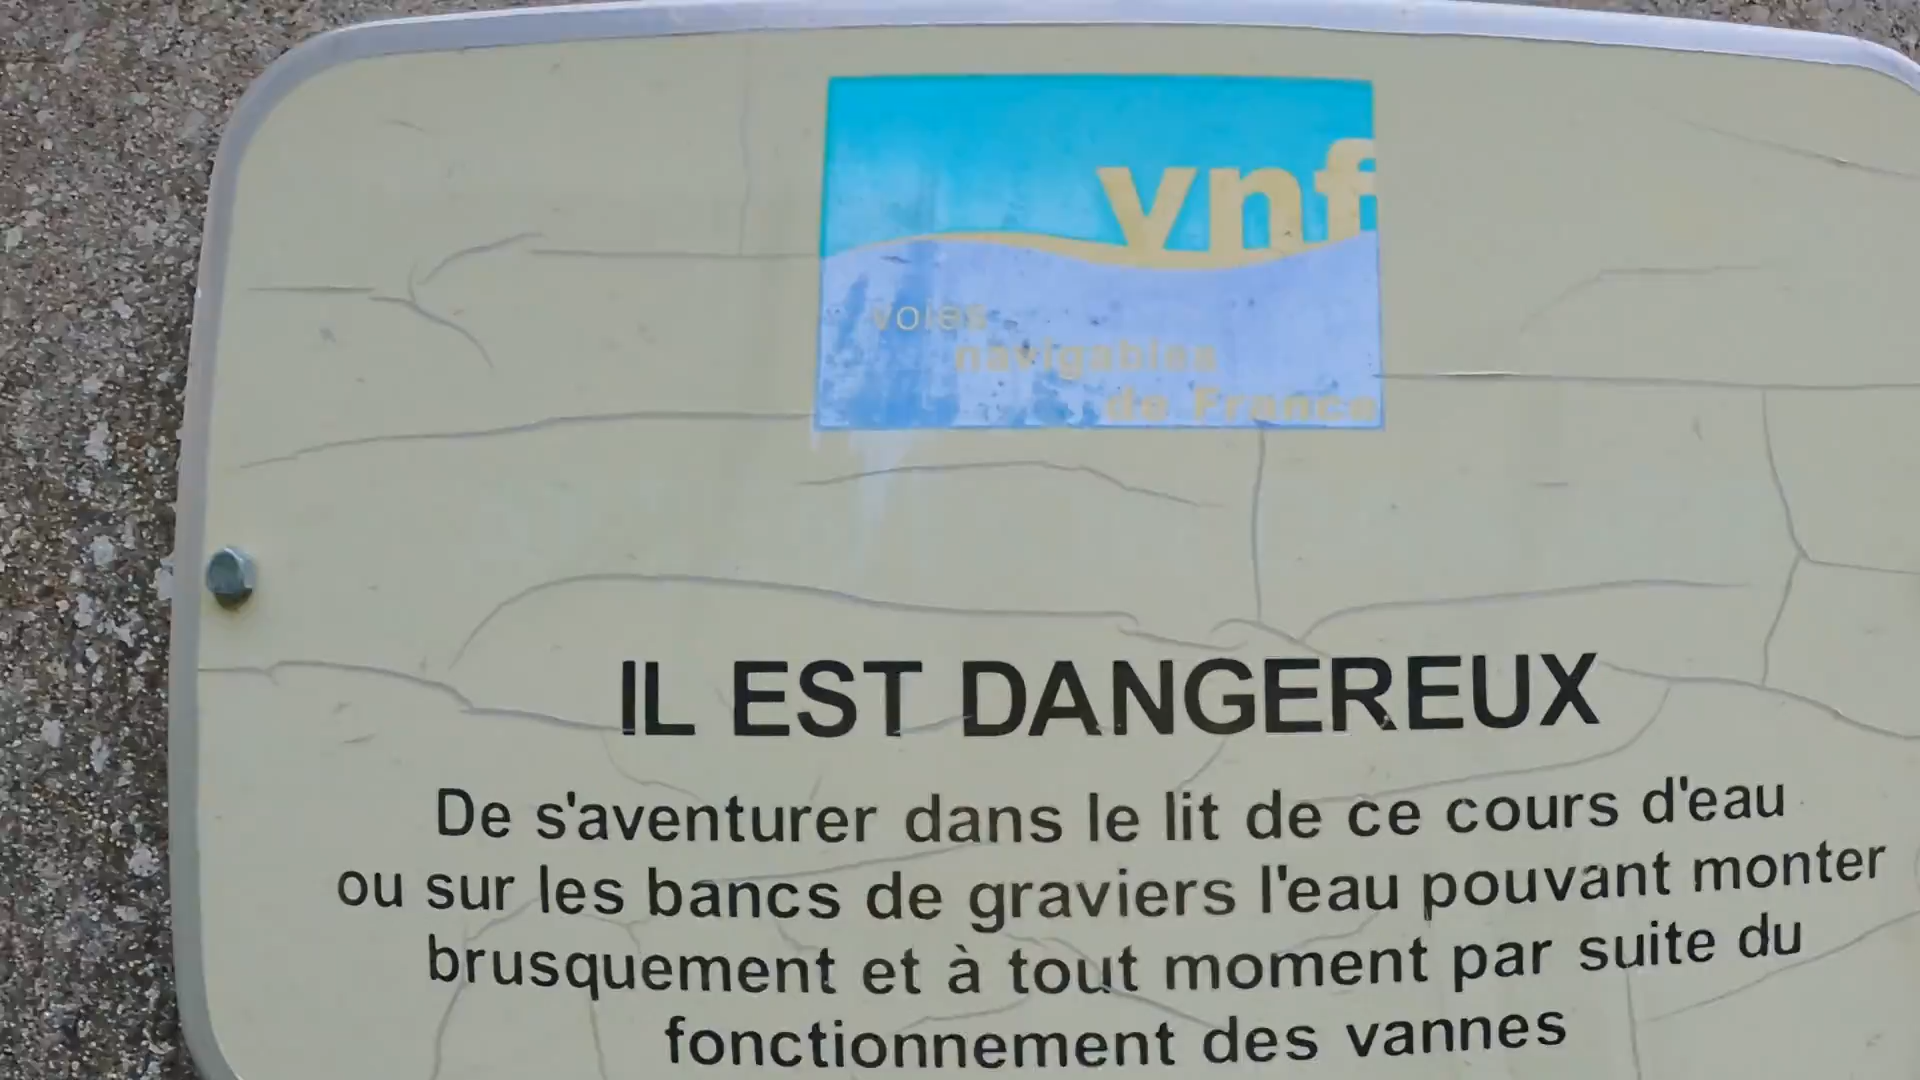 vnf
voies
navigables
de France
IL EST DANGEREUX
De s'aventurer dans le lit de ce cours d'eau
ou sur les bancs de graviers l'eau pouvant monter
brusquement et à tout moment par suite du
fonctionnement des vannes